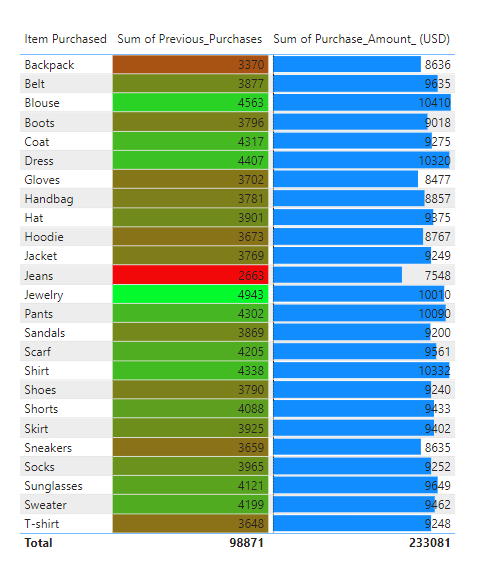 Item Purchased Sum of Previous_Purchases Sum of Purchase_Amount_ (USD)
Backpack 3370 8636
Belt 3877 9635
Blouse 4563 10410
Boots 3796 9018
Coat 4317 9275
Dress 4407 10320
Gloves 3702 8477
Handbag 3781 8857
Hat 3901 9375
Hoodie 3673 8767
Jacket 3769 9249
Jeans 2663 7548
Jewelry 4943 10010
Pants 4302 10090
Sandals 3869 9200
Scarf 4205 9561
Shirt 4338 10332
Shoes 3790 9240
Shorts 4088 9433
Skirt 3925 9402
Sneakers 3659 8635
Socks 3965 9252
Sunglasses 4121 9649
Sweater 4199 9462
T-shirt 3648 9248
Total 98871 233081